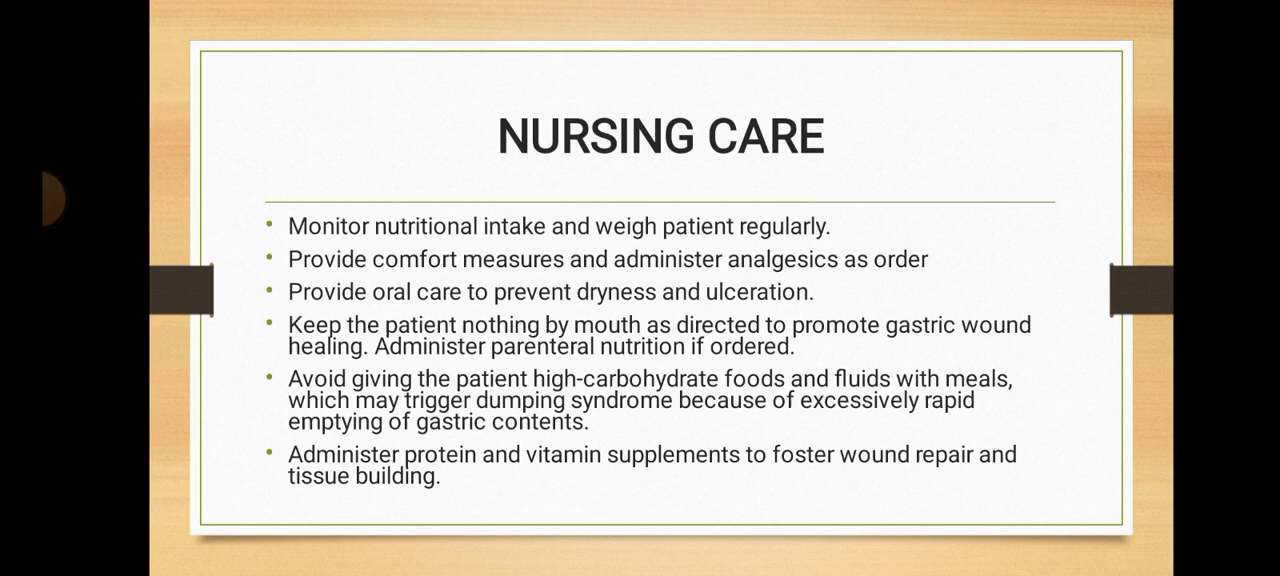 NURSING CARE
• Monitor nutritional intake and weigh patient regularly.
• Provide comfort measures and administer analgesics as order
• Provide oral care to prevent dryness and ulceration.
• Keep the patient nothing by mouth as directed to promote gastric wound
healing. Administer parenteral nutrition if ordered.
• Avoid giving the patient high-carbohydrate foods and fluids with meals,
which may trigger dumping syndrome because of excessively rapid
emptying of gastric contents.
• Administer protein and vitamin supplements to foster wound repair and
tissue building.